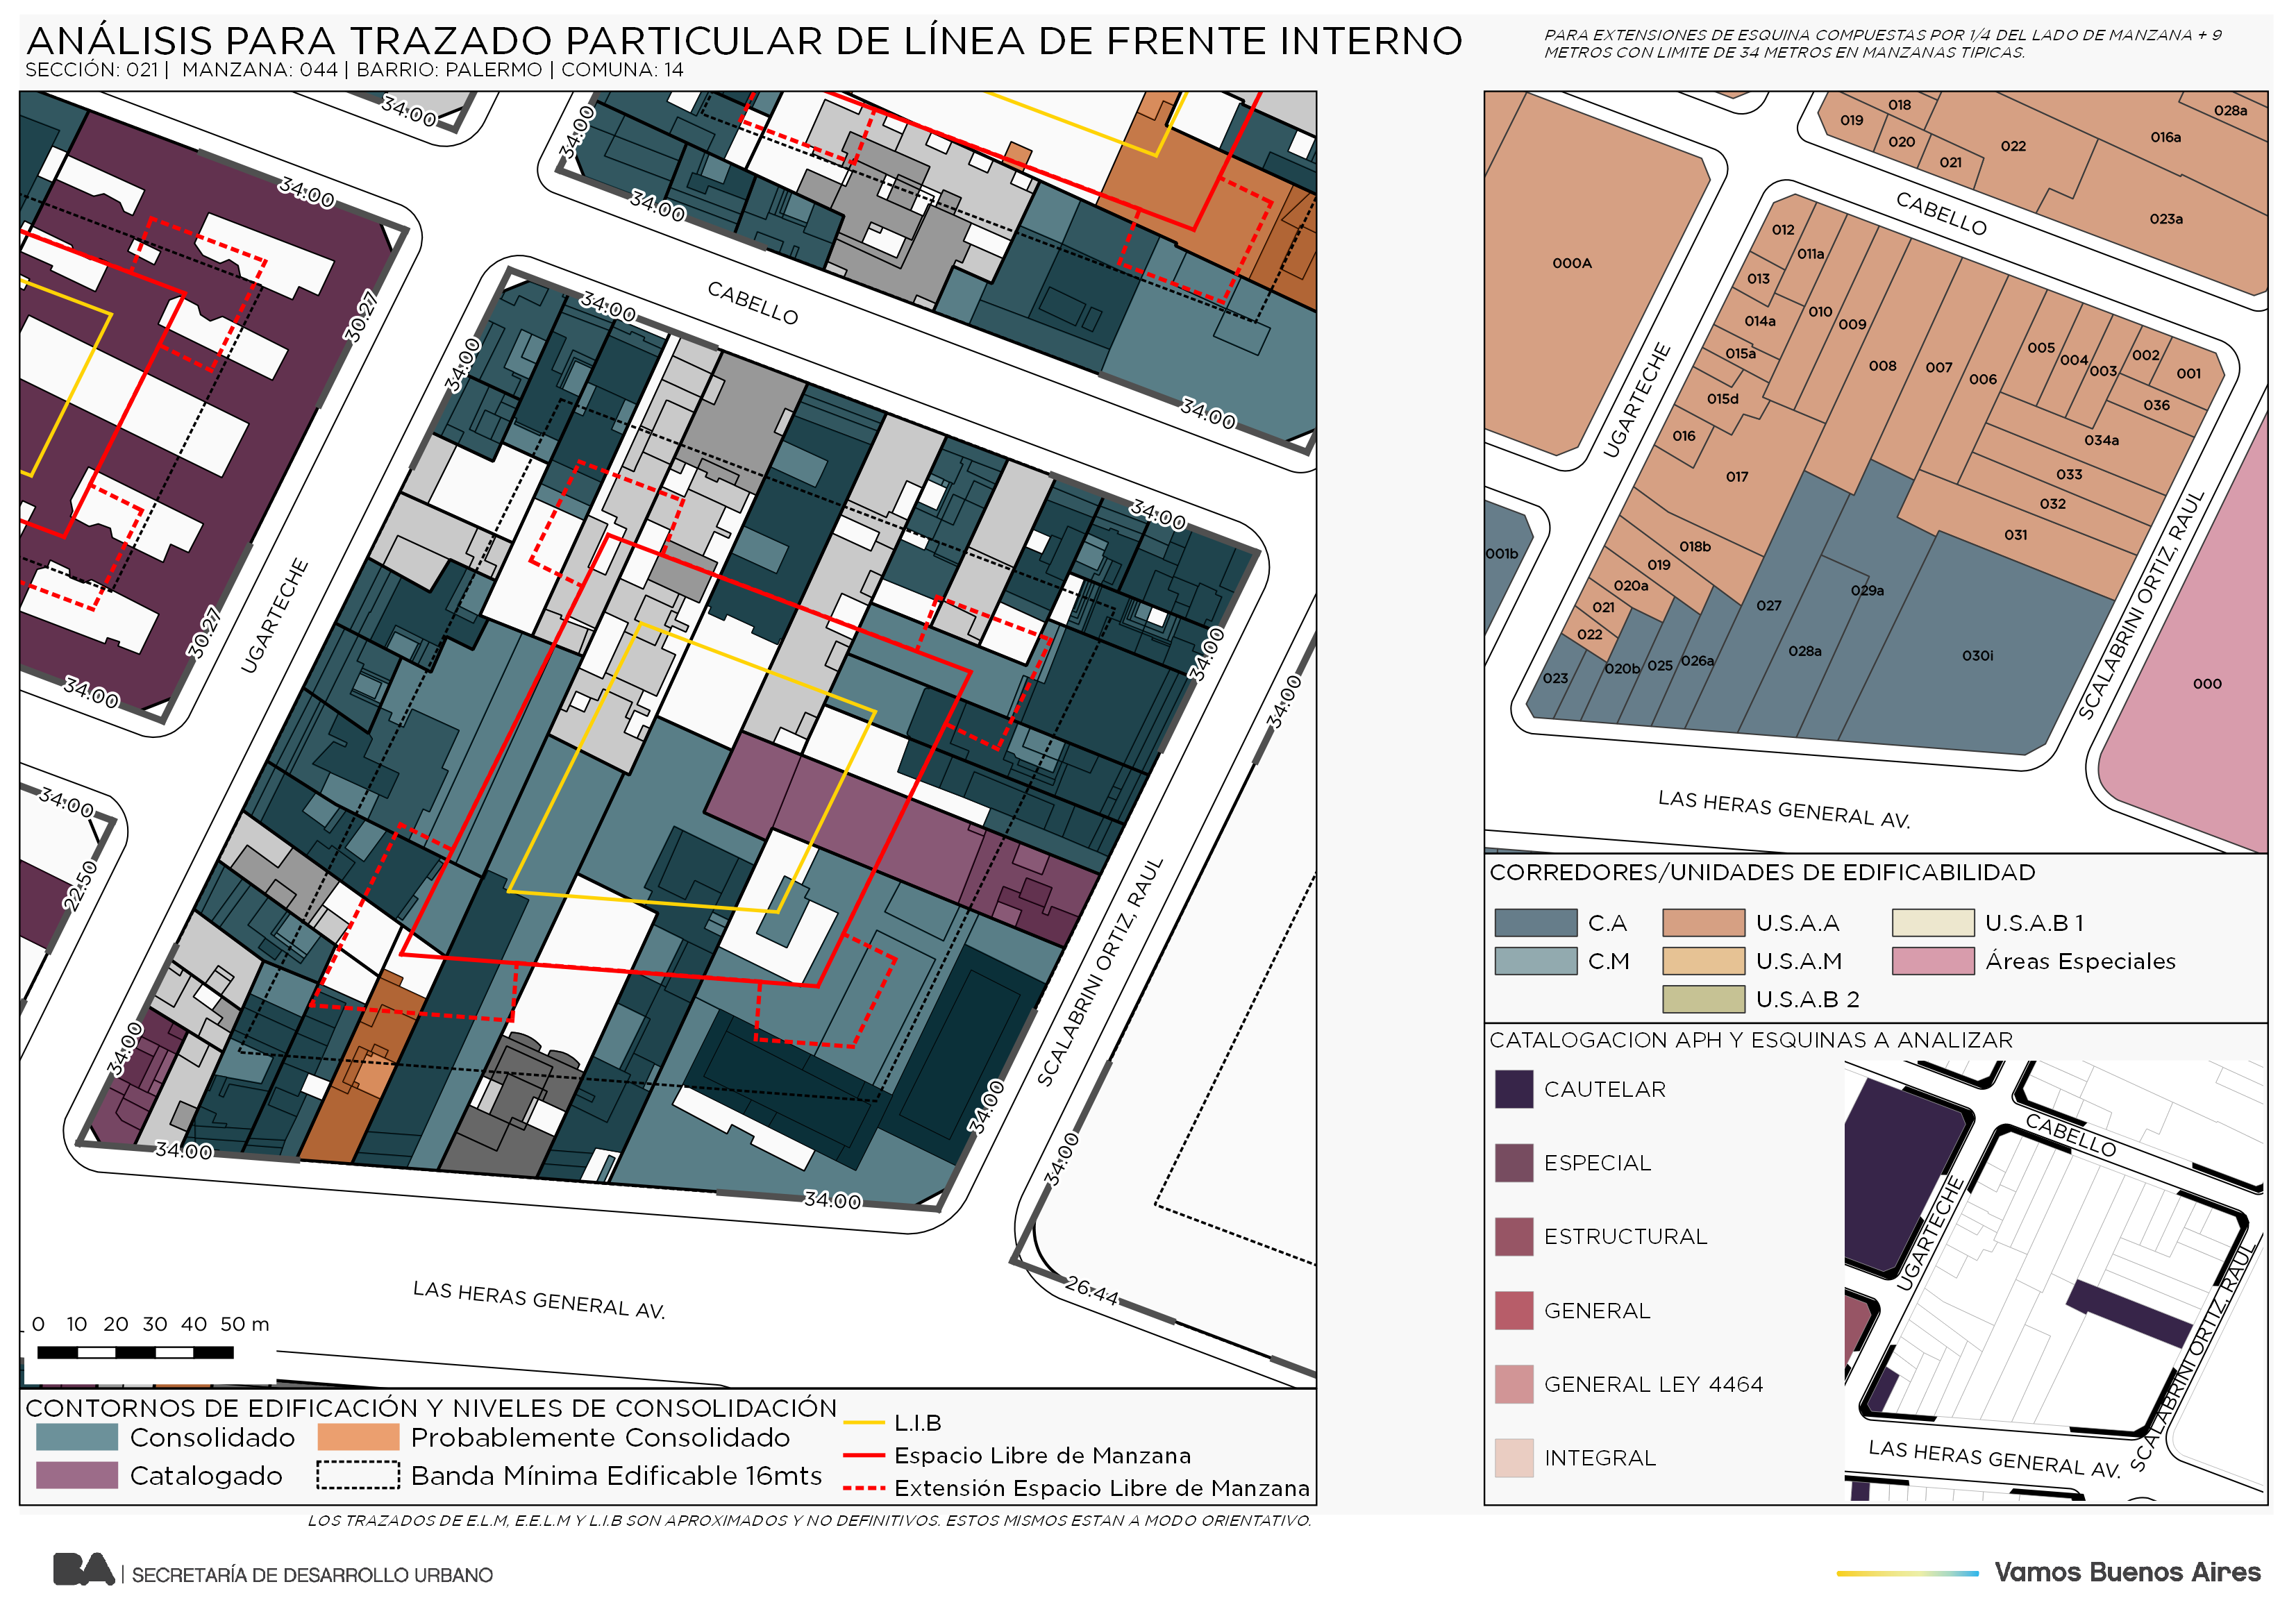 ANÁLISIS PARA TRAZADO PARTICULAR DE LÍNEA DE FRENTE INTERNO
SECCIÓN: 021 | MANZANA: 044 | BARRIO: PALERMO | COMUNA: 14
PARA EXTENSIONES DE ESQUINA COMPUESTAS POR 1/4 DEL LADO DE MANZANA + 9
METROS CON LIMITE DE 34 METROS EN MANZANAS TIPICAS.
34:00
34:00
34:00
34:00
34:00
CABELLO
30.27
34:00
34:00
34:00
UGARTECHE
30.27
34:00
34:00
34:00
34:00
34:00
22.50
SCALABRINI ORTIZ, RAUL
34:00
34:00
34:00
34:00
34:00
26.44
LAS HERAS GENERAL AV.
0 10 20 30 40 50 m
CONTORNOS DE EDIFICACIÓN Y NIVELES DE CONSOLIDACIÓN
Consolidado
Probablemente Consolidado
Catalogado
Banda Mínima Edificable 16mts
L.I.B
Espacio Libre de Manzana
Extensión Espacio Libre de Manzana
LOS TRAZADOS DE E.L.M, E.E.L.M Y L.I.B SON APROXIMADOS Y NO DEFINITIVOS. ESTOS MISMOS ESTAN A MODO ORIENTATIVO.
018
019
020
021
022
016a
028a
023a
CABELLO
000A
012
011a
013
010
014a
009
015a
008
007
006
005
004
003
002
001
036
015d
016
034a
017
033
032
031
UGARTECHE
001b
018b
019
020a
021
022
027
029a
023
020b
025
026a
028a
030i
000
SCALABRINI ORTIZ, RAUL
LAS HERAS GENERAL AV.
CORREDORES/UNIDADES DE EDIFICABILIDAD
C.A
U.S.A.A
U.S.A.B 1
C.M
U.S.A.M
Áreas Especiales
U.S.A.B 2
CATALOGACION APH Y ESQUINAS A ANALIZAR
CAUTELAR
ESPECIAL
ESTRUCTURAL
GENERAL
GENERAL LEY 4464
INTEGRAL
CABELLO
UGARTECHE
SCALABRINI ORTIZ, RAUL
LAS HERAS GENERAL AV.
BA | SECRETARÍA DE DESARROLLO URBANO
Vamos Buenos Aires